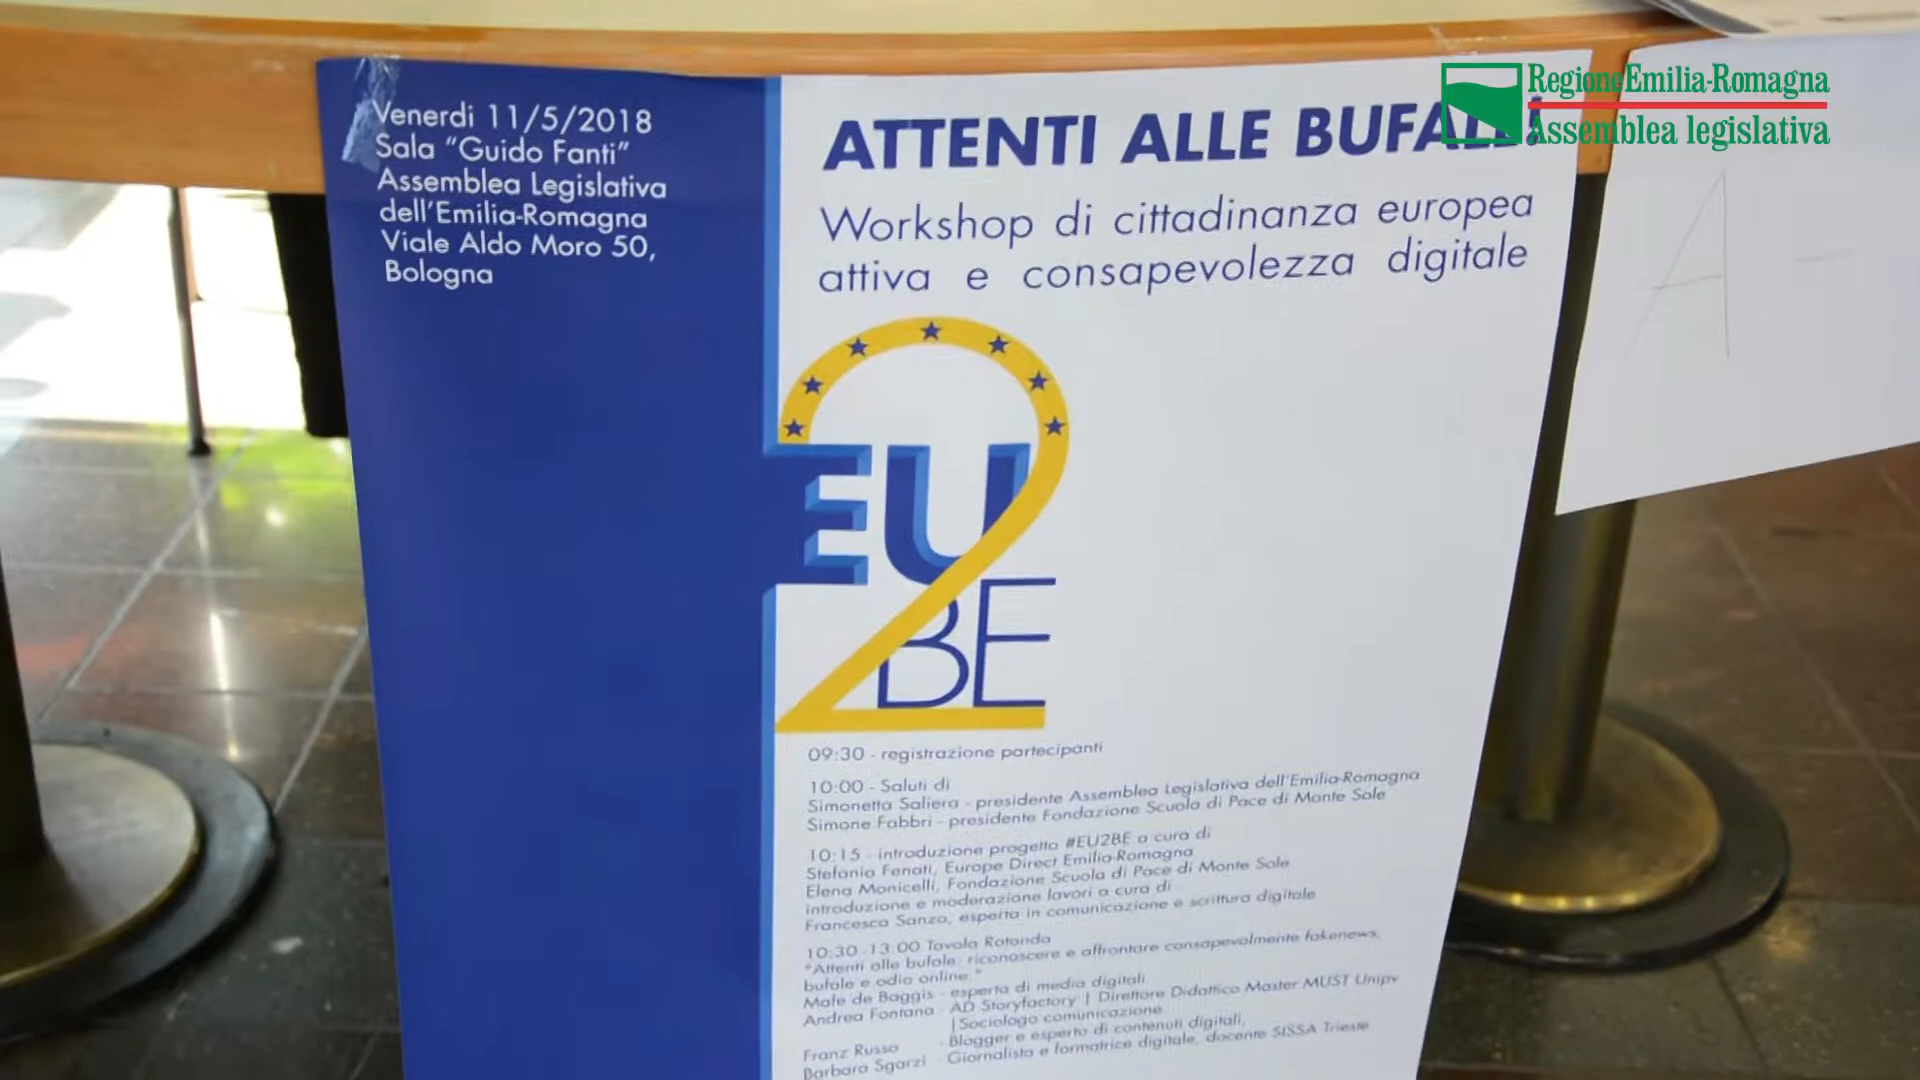 Venerdi 11/5/2018
Sala "Guido Fanti"
Assemblea Legislativa
dell'Emilia-Romagna
Viale Aldo Moro 50,
Bologna
RegioneEmilia-Romagna
Assemblea legislativa
ATTENTI ALLE BUFALE!
Workshop di cittadinanza europea
attiva e consapevolezza digitale
EU
2
BE
09:30 - registrazione partecipanti
10:00 - Saluti di
Simonetta Saliera - presidente Assemblea Legislativa dell'Emilia-Romagna
Simone Fabbri - presidente Fondazione Scuola di Pace di Monte Sole
10:15 - introduzione progetto #EU2BE a cura di
Stefania Fenati, Europe Direct Emilia-Romagna
Elena Monicelli, Fondazione Scuola di Pace di Monte Sole
introduzione e moderazione lavori a cura di
Francesca Sanzo, esperta in comunicazione e scrittura digitale
10:30 -13:00 Tavola Rotonda
"Attenti alle bufale: riconoscere e affrontare consapevolmente fakenews,
bufale e odio online."
Mafe de Baggis - esperta di media digitali
Andrea Fontana - AD Storyfactory | Direttore Didattico Master MUST Unipv
| Sociologo comunicazione
Franz Russo - Blogger e esperto di contenuti digitali,
Barbara Sgarzi - Giornalista e formatrice digitale, docente SISSA Trieste
A -